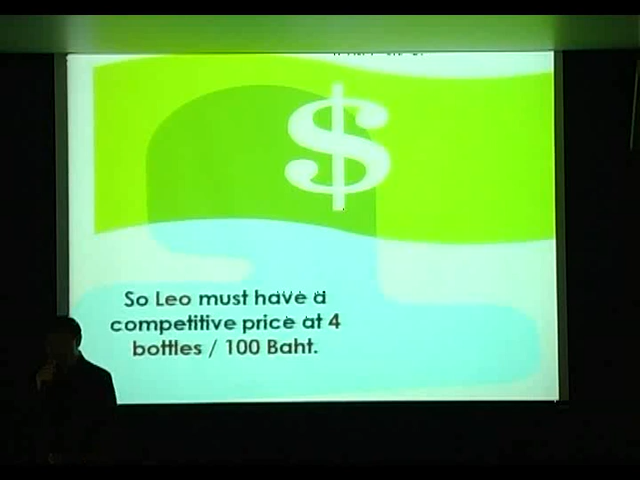 $
So Leo must have a
competitive price at 4
bottles / 100 Baht.